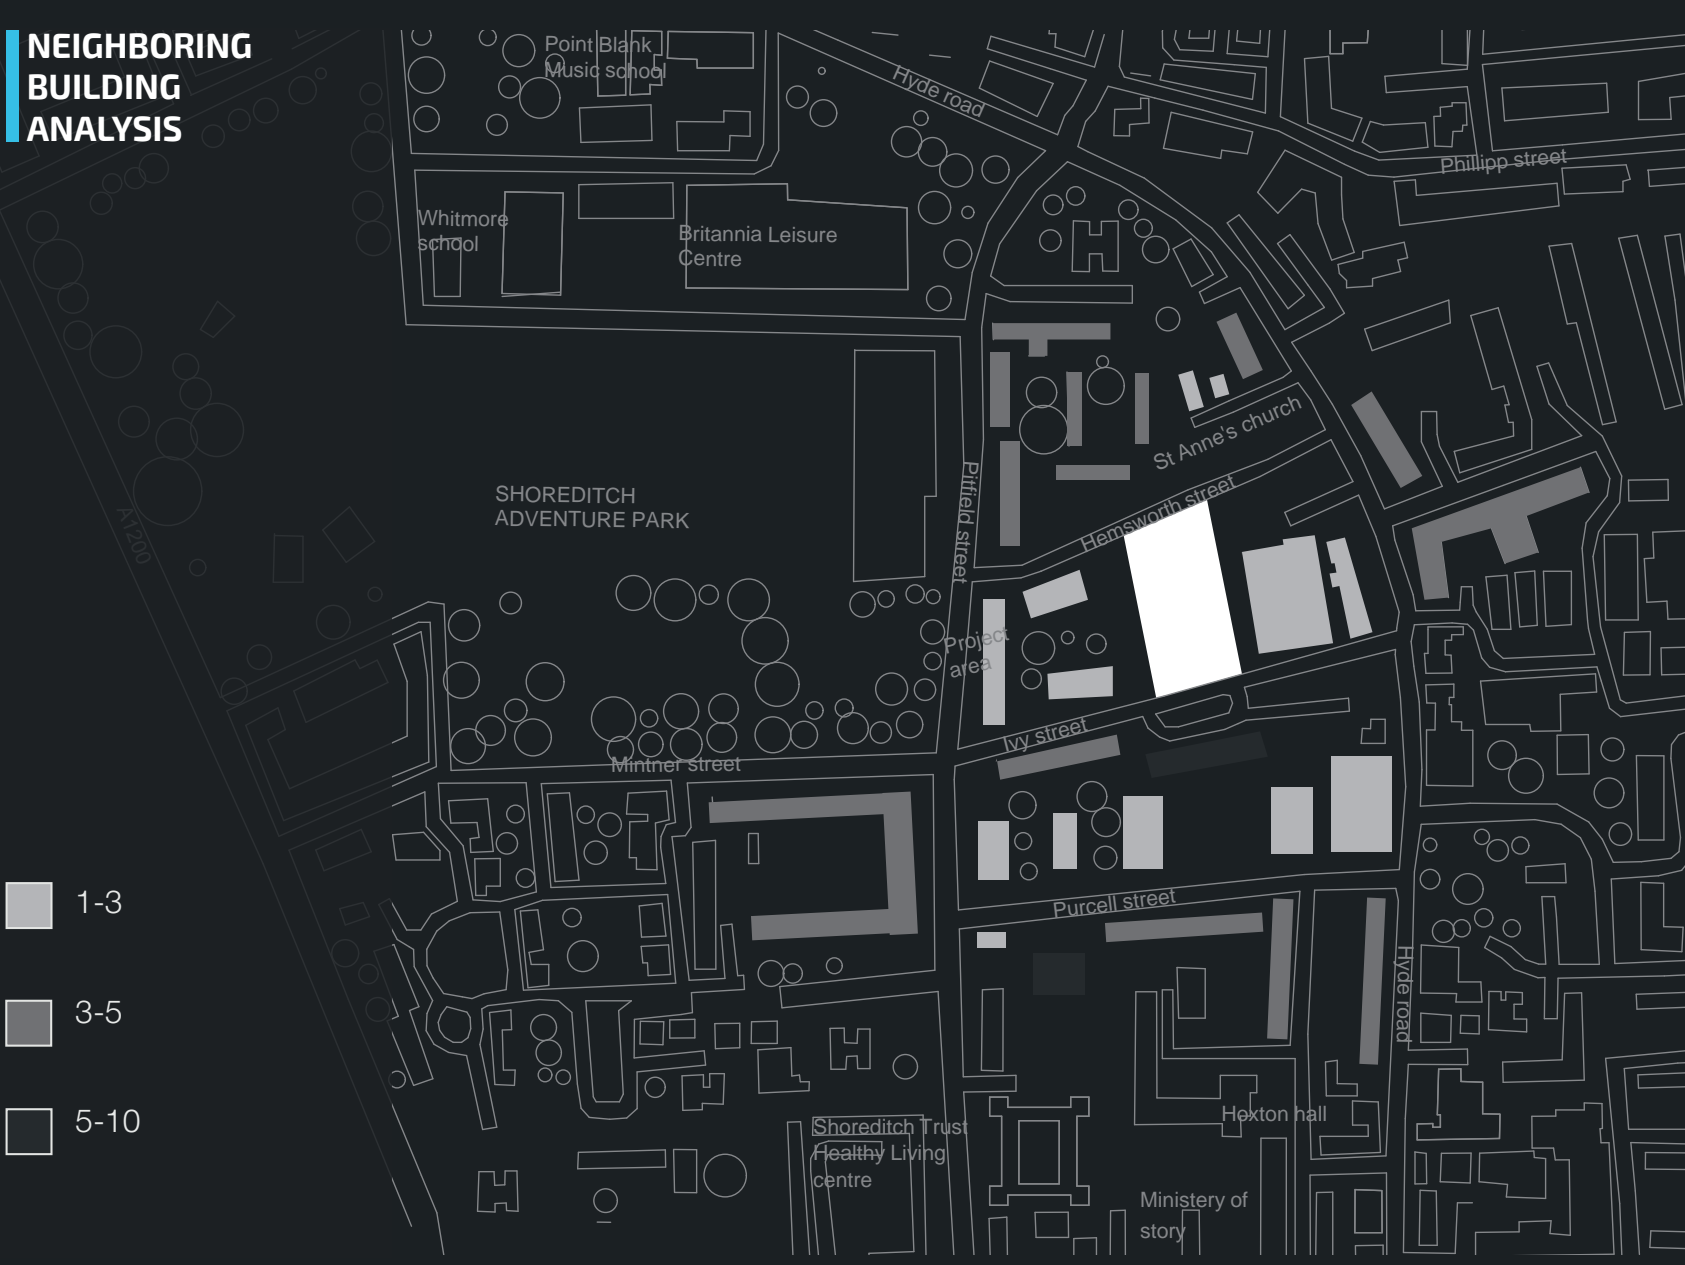 NEIGHBORING
BUILDING
ANALYSIS
Point Blank
Music school
Hyde road
Phillipp street
Whitmore
school
Britannia Leisure
Centre
St Anne's church
Pitfield street
Hemsworth street
SHOREDITCH
ADVENTURE PARK
A1200
Project
area
Ivy street
Mintner street
1-3
Purcell street
Hyde road
3-5
5-10
Hoxton hall
Shoreditch Trust
Healthy Living
centre
Ministery of
story